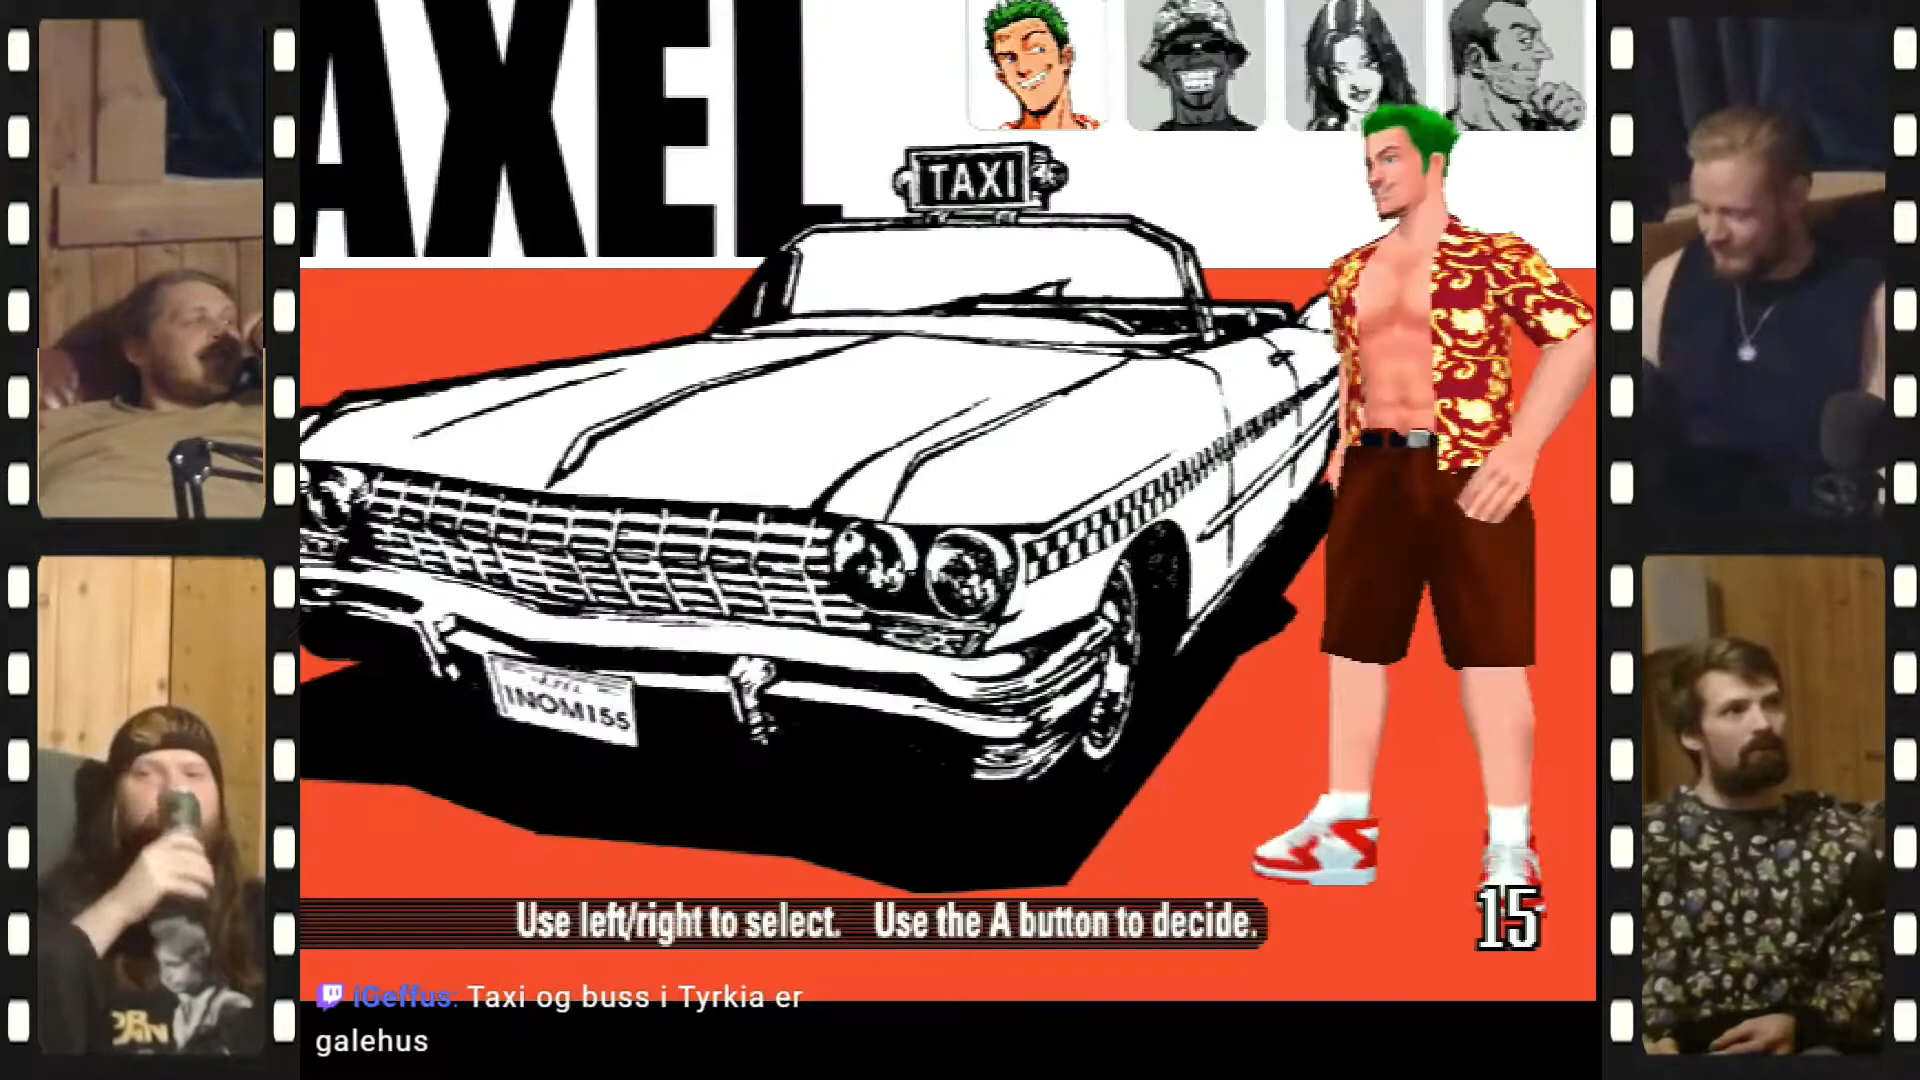 AXEL
TAXI
1NOM155
Use left/right to select. Use the A button to decide.
15
iGeffus: Taxi og buss i Tyrkia er
galehus